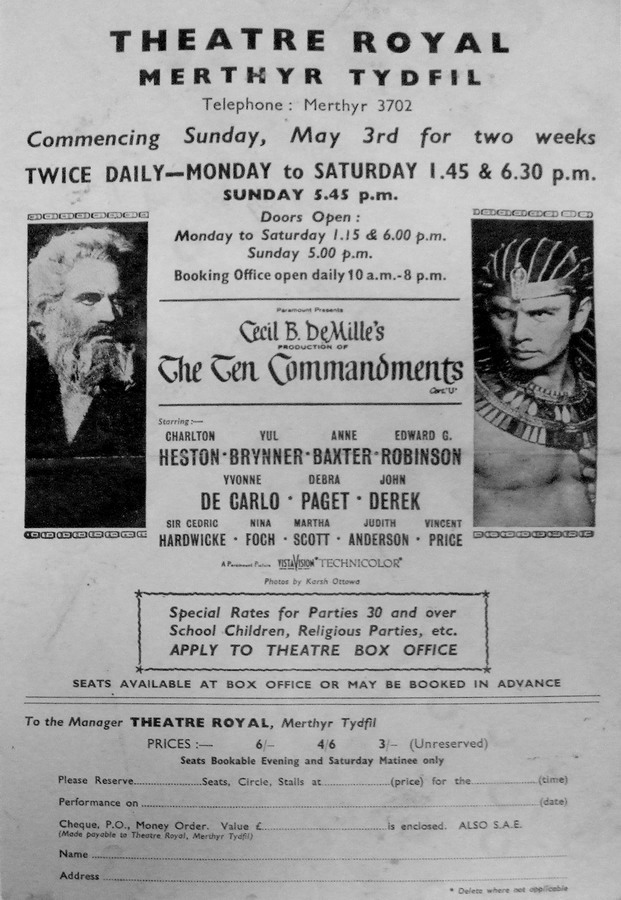 THEATRE ROYAL
MERTHYR TYDFIL
Telephone : Merthyr 3702
Commencing Sunday, May 3rd for two weeks
TWICE DAILY—MONDAY to SATURDAY 1.45 & 6.30 p.m.
SUNDAY 5.45 p.m.
Doors Open :
Monday to Saturday 1.15 & 6.00 p.m.
Sunday 5.00 p.m.
Booking Office open daily 10 a.m.-8 p.m.
Paramount Presents
Cecil B. DeMille's
PRODUCTION OF
The Ten Commandments
Cert. 'U'
Starring :—
CHARLTON YUL ANNE EDWARD G.
HESTON · BRYNNER · BAXTER · ROBINSON
YVONNE DEBRA JOHN
DE CARLO · PAGET · DEREK
SIR CEDRIC NINA MARTHA JUDITH VINCENT
HARDWICKE · FOCH · SCOTT · ANDERSON · PRICE
A Paramount Picture VISTAVISION® TECHNICOLOR®
Photos by Karsh Ottawa
Special Rates for Parties 30 and over
School Children, Religious Parties, etc.
APPLY TO THEATRE BOX OFFICE
SEATS AVAILABLE AT BOX OFFICE OR MAY BE BOOKED IN ADVANCE
To the Manager THEATRE ROYAL, Merthyr Tydfil
PRICES :— 6/- 4/6 3/- (Unreserved)
Seats Bookable Evening and Saturday Matinee only
Please Reserve....................Seats, Circle, Stalls at....................(price) for the....................(time)
Performance on ....................(date)
Cheque, P.O., Money Order. Value £....................is enclosed. ALSO S.A.E.
(Made payable to Theatre Royal, Merthyr Tydfil)
Name ....................
Address ....................
* Delete where not applicable